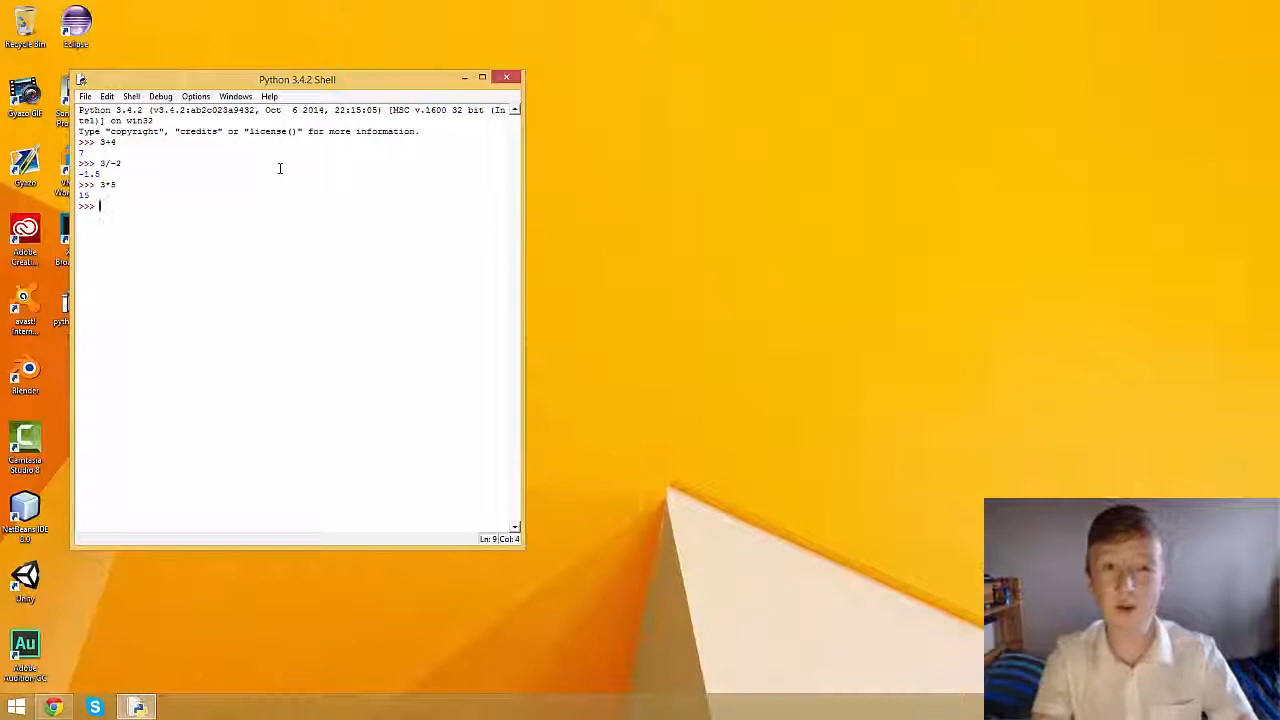 Recycle Bin
Eclipse
Python 3.4.2 Shell
File Edit Shell Debug Options Windows Help
Python 3.4.2 (v3.4.2:ab2c023a9432, Oct  6 2014, 22:15:05) [MSC v.1600 32 bit (In
tel)] on win32
Type "copyright", "credits" or "license()" for more information.
>>> 3+4
7
>>> 3/-2
-1.5
>>> 3*5
15
>>>
Gyazo GIF
Gyazo
Adobe
Creati...
avast!
Intern...
Blender
Camtasia
Studio 8
NetBeans IDE
8.0
Unity
Au
Adobe
Audition CC
Ln: 9 Col: 4